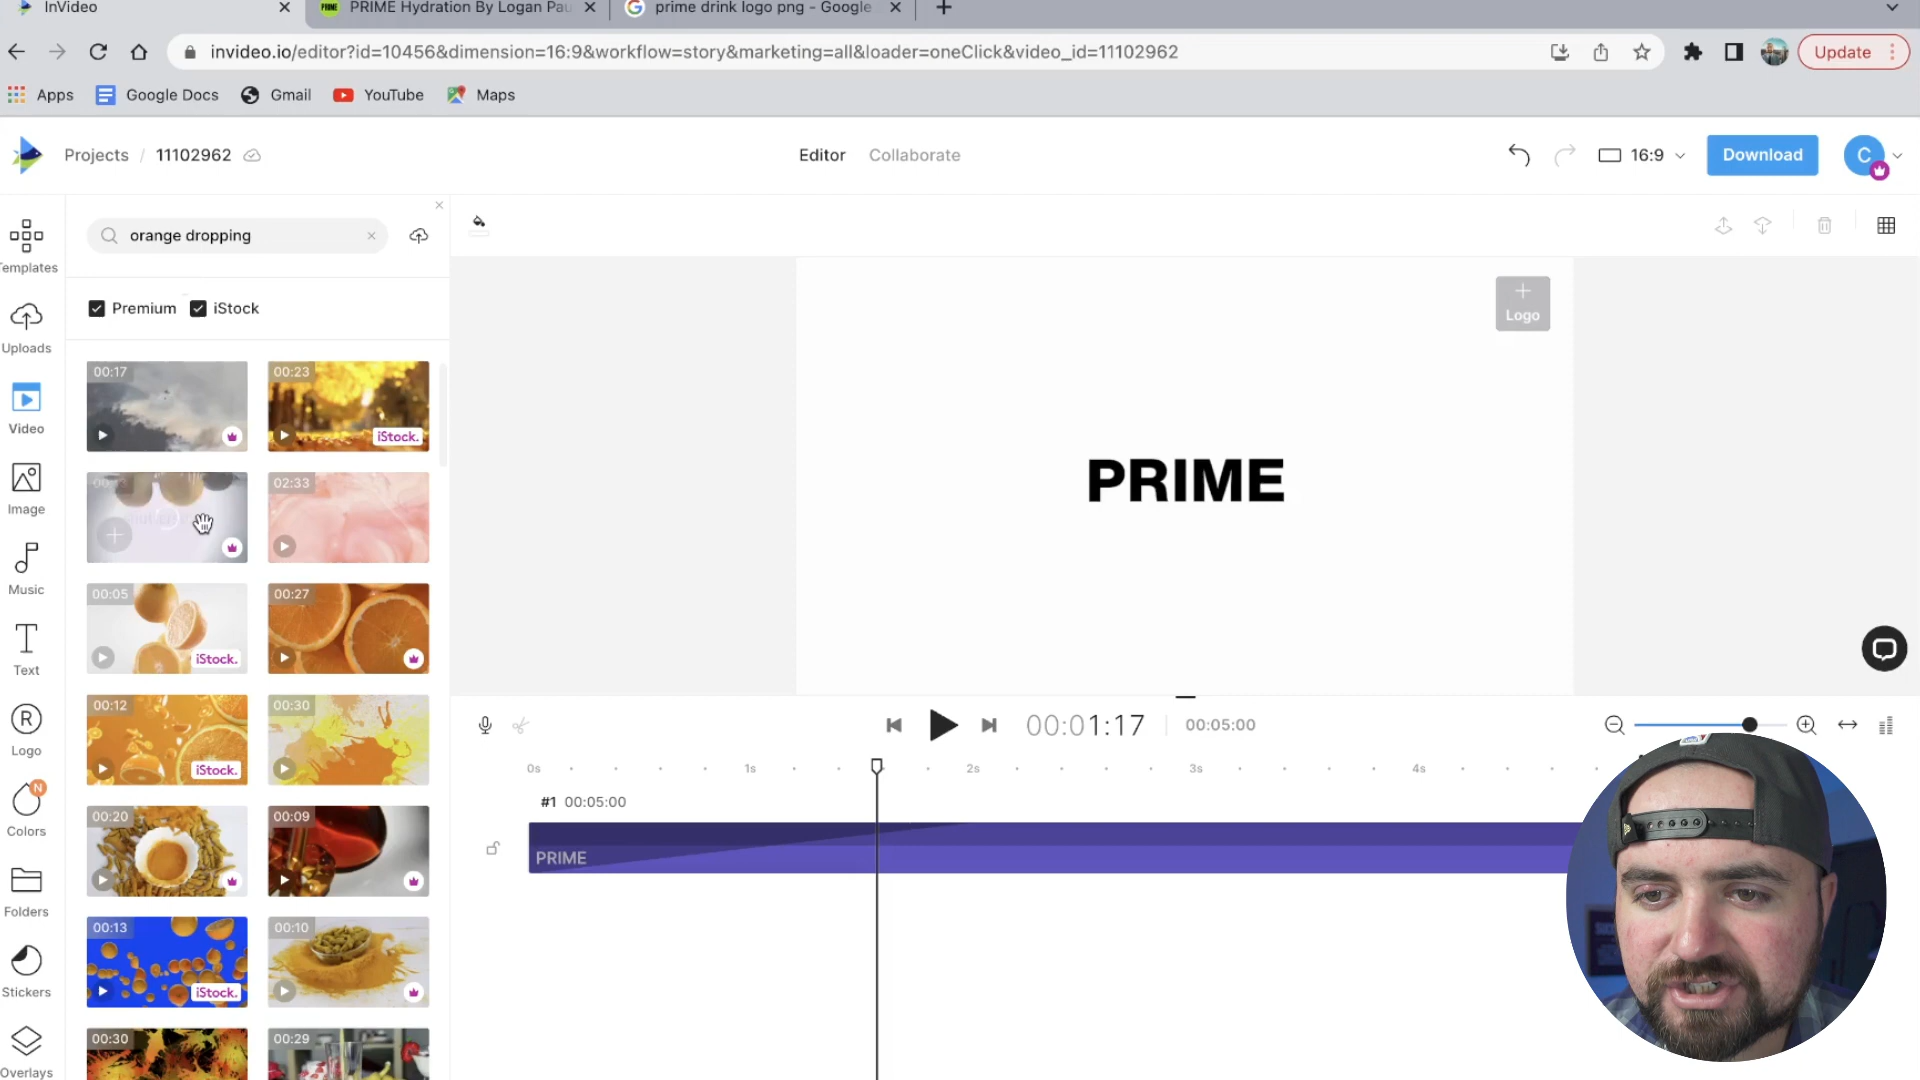 InVideo
PRIME Hydration By Logan Pau
prime drink logo png - Google
invideo.io/editor?id=10456&dimension=16:9&workflow=story&marketing=all&loader=oneClick&video_id=11102962
Update
Apps
Google Docs
Gmail
YouTube
Maps
Projects / 11102962
Editor
Collaborate
16:9
Download
C
orange dropping
Premium
iStock
Templates
Uploads
Video
Image
Music
Text
Logo
N
Colors
Folders
Stickers
Overlays
00:17
00:23
iStock.
02:33
00:05
iStock.
00:27
00:12
iStock.
00:30
00:20
00:09
00:13
iStock.
00:10
00:30
00:29
+
Logo
PRIME
00:01:17
00:05:00
0s
1s
2s
3s
4s
#1 00:05:00
PRIME